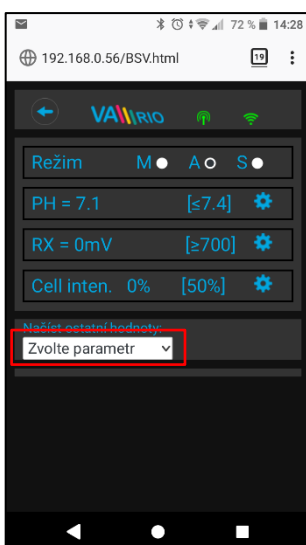 72 % 14:28
192.168.0.56/BSV.html 19
VA RIO
Režim M A S
PH = 7.1 [≤7.4]
RX = 0mV [≥700]
Cell inten. 0% [50%]
Načíst ostatní hodnoty:
Zvolte parametr